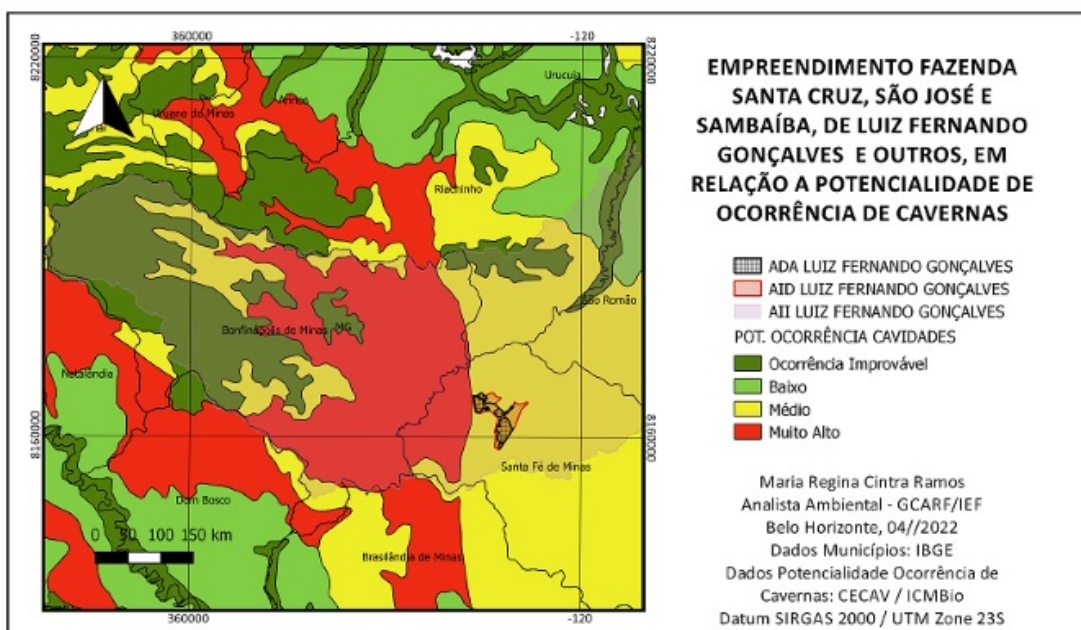 360000
-120
8220000
8220000
Urucuia
Arinos
Uruana de Minas
Riachinho
São Romão
Bonfinópolis de Minas
MG
Natalândia
8160000
8160000
Santa Fé de Minas
Dom Bosco
0 50 100 150 km
Brasilândia de Minas
360000
-120
EMPREENDIMENTO FAZENDA
SANTA CRUZ, SÃO JOSÉ E
SAMBAÍBA, DE LUIZ FERNANDO
GONÇALVES E OUTROS, EM
RELAÇÃO A POTENCIALIDADE DE
OCORRÊNCIA DE CAVERNAS
ADA LUIZ FERNANDO GONÇALVES
AID LUIZ FERNANDO GONÇALVES
AII LUIZ FERNANDO GONÇALVES
POT. OCORRÊNCIA CAVIDADES
Ocorrência Improvável
Baixo
Médio
Muito Alto
Maria Regina Cintra Ramos
Analista Ambiental - GCARF/IEF
Belo Horizonte, 04//2022
Dados Municípios: IBGE
Dados Potencialidade Ocorrência de
Cavernas: CECAV / ICMBio
Datum SIRGAS 2000 / UTM Zone 23S